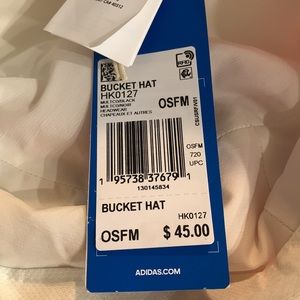 RFID
BUCKET HAT
HK0127
MULTCO/BLACK
MULTCO/NOIR
HEADWEAR
CHAPEAUX ET AUTRES
OSFM
OSFM
720
UPC
1 95738 37679 1
130145834
BUCKET HAT
HK0127
OSFM $ 45.00
ADIDAS.COM